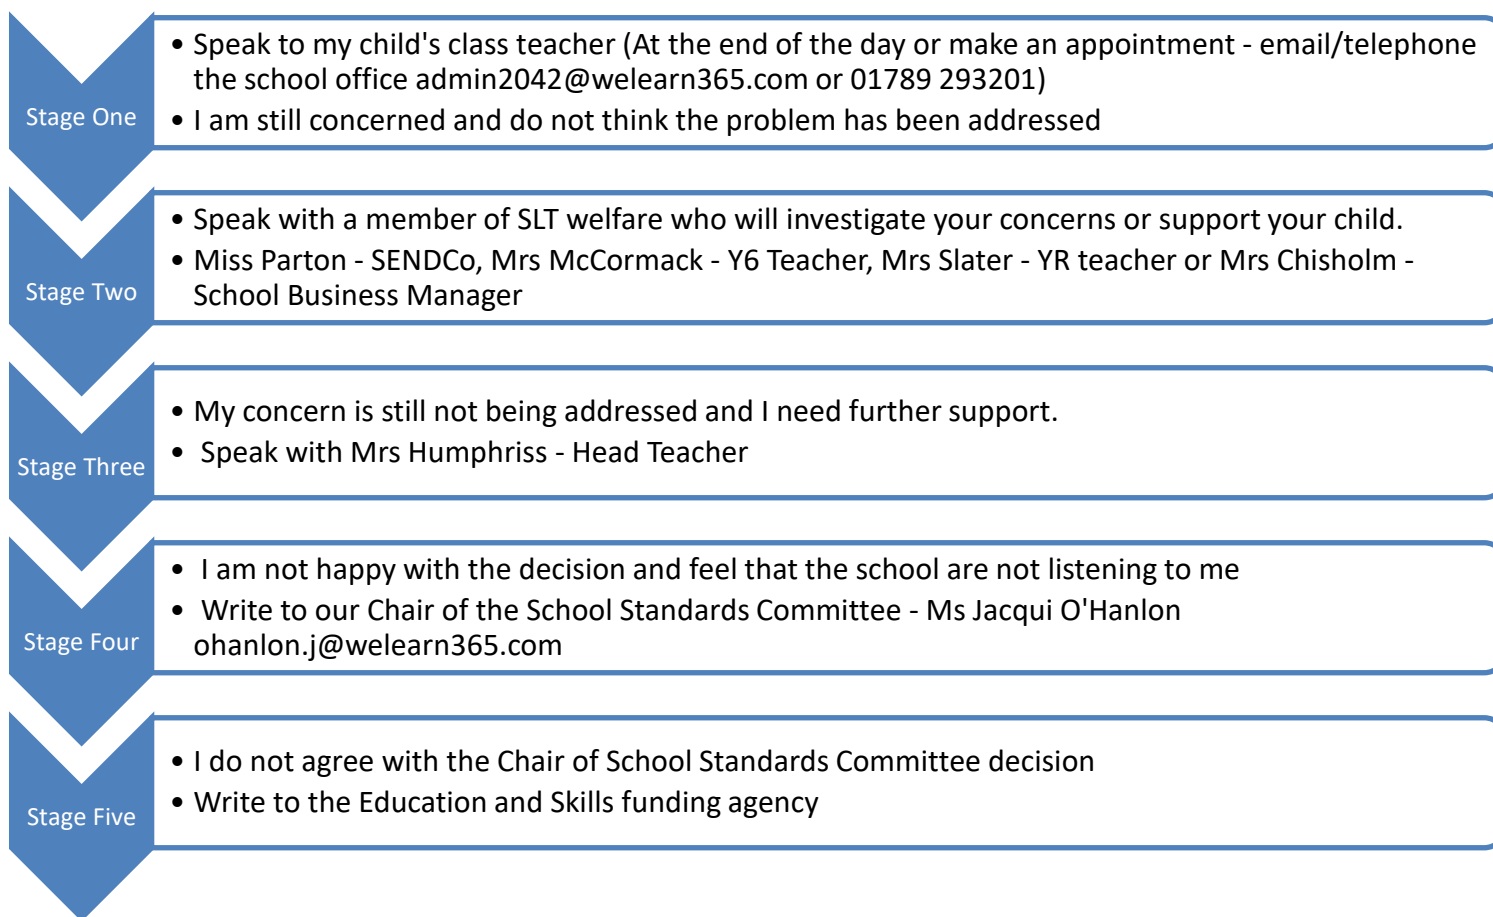 Stage One
• Speak to my child's class teacher (At the end of the day or make an appointment - email/telephone
the school office admin2042@welearn365.com or 01789 293201)
• I am still concerned and do not think the problem has been addressed
Stage Two
• Speak with a member of SLT welfare who will investigate your concerns or support your child.
• Miss Parton - SENDCo, Mrs McCormack - Y6 Teacher, Mrs Slater - YR teacher or Mrs Chisholm -
School Business Manager
Stage Three
• My concern is still not being addressed and I need further support.
• Speak with Mrs Humphriss - Head Teacher
Stage Four
• I am not happy with the decision and feel that the school are not listening to me
• Write to our Chair of the School Standards Committee - Ms Jacqui O'Hanlon
ohanlon.j@welearn365.com
Stage Five
• I do not agree with the Chair of School Standards Committee decision
• Write to the Education and Skills funding agency